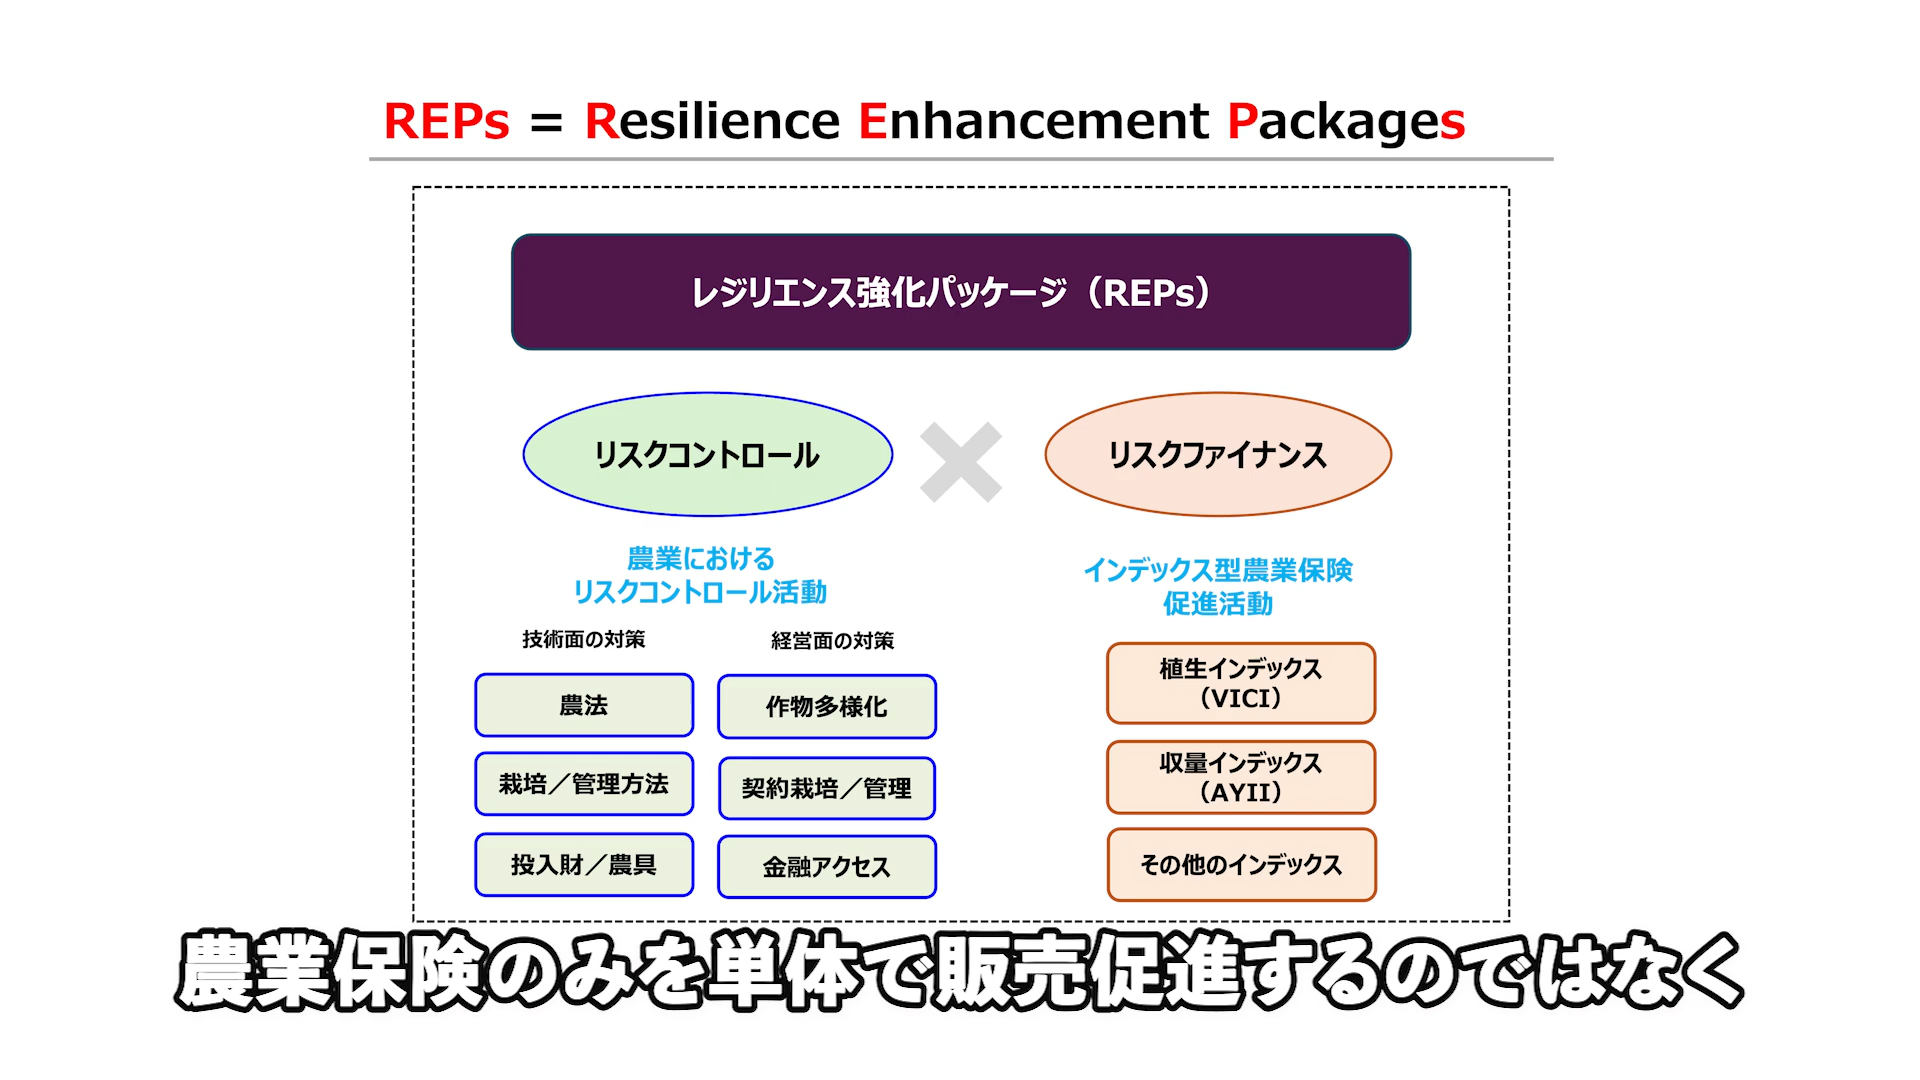 REPs = Resilience Enhancement Packages
レジリエンス強化パッケージ（REPs）
リスクコントロール
リスクファイナンス
農業における
リスクコントロール活動
インデックス型農業保険
促進活動
技術面の対策
経営面の対策
農法
作物多様化
栽培／管理方法
契約栽培／管理
投入財／農具
金融アクセス
植生インデックス
（VICI）
収量インデックス
（AYII）
その他のインデックス
農業保険のみを単体で販売促進するのではなく